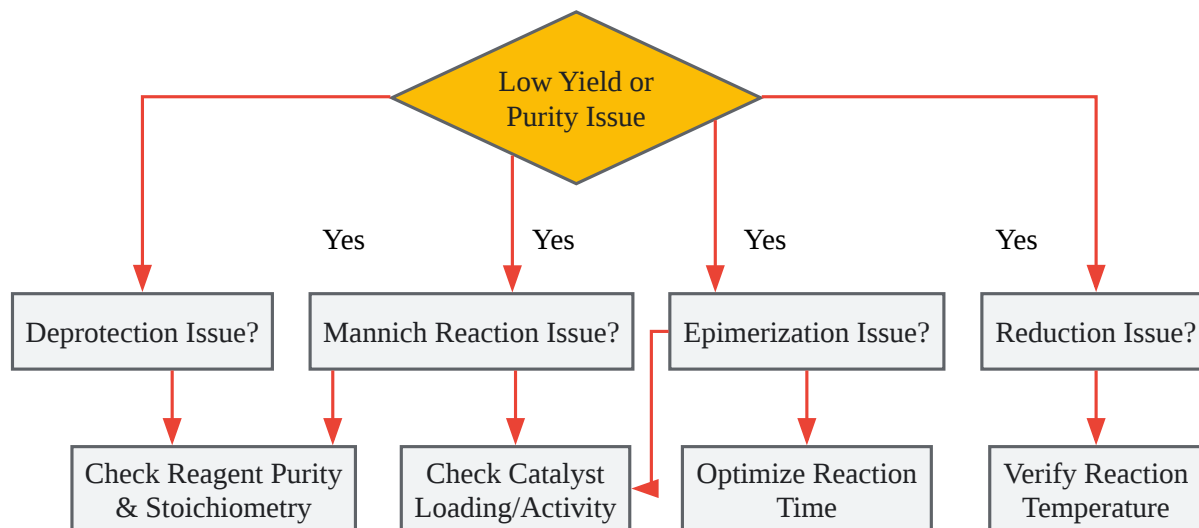 Low Yield or
Purity Issue
Yes
Yes
Yes
Yes
Deprotection Issue?
Mannich Reaction Issue?
Epimerization Issue?
Reduction Issue?
Check Reagent Purity
& Stoichiometry
Check Catalyst
Loading/Activity
Optimize Reaction
Time
Verify Reaction
Temperature